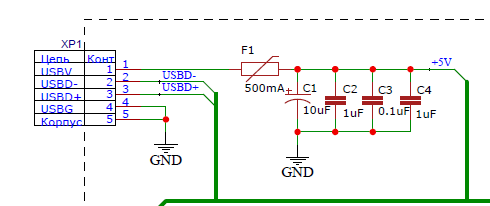 XP1
Цепь Конт
USBV 1 1
USBD- 2 2 USBD-
USBD+ 3 3 USBD+
USBG 4 4
Корпус 5 5
GND
F1
500mA
+5V
+ C1
10uF
C2
1uF
C3
0.1uF
C4
1uF
GND